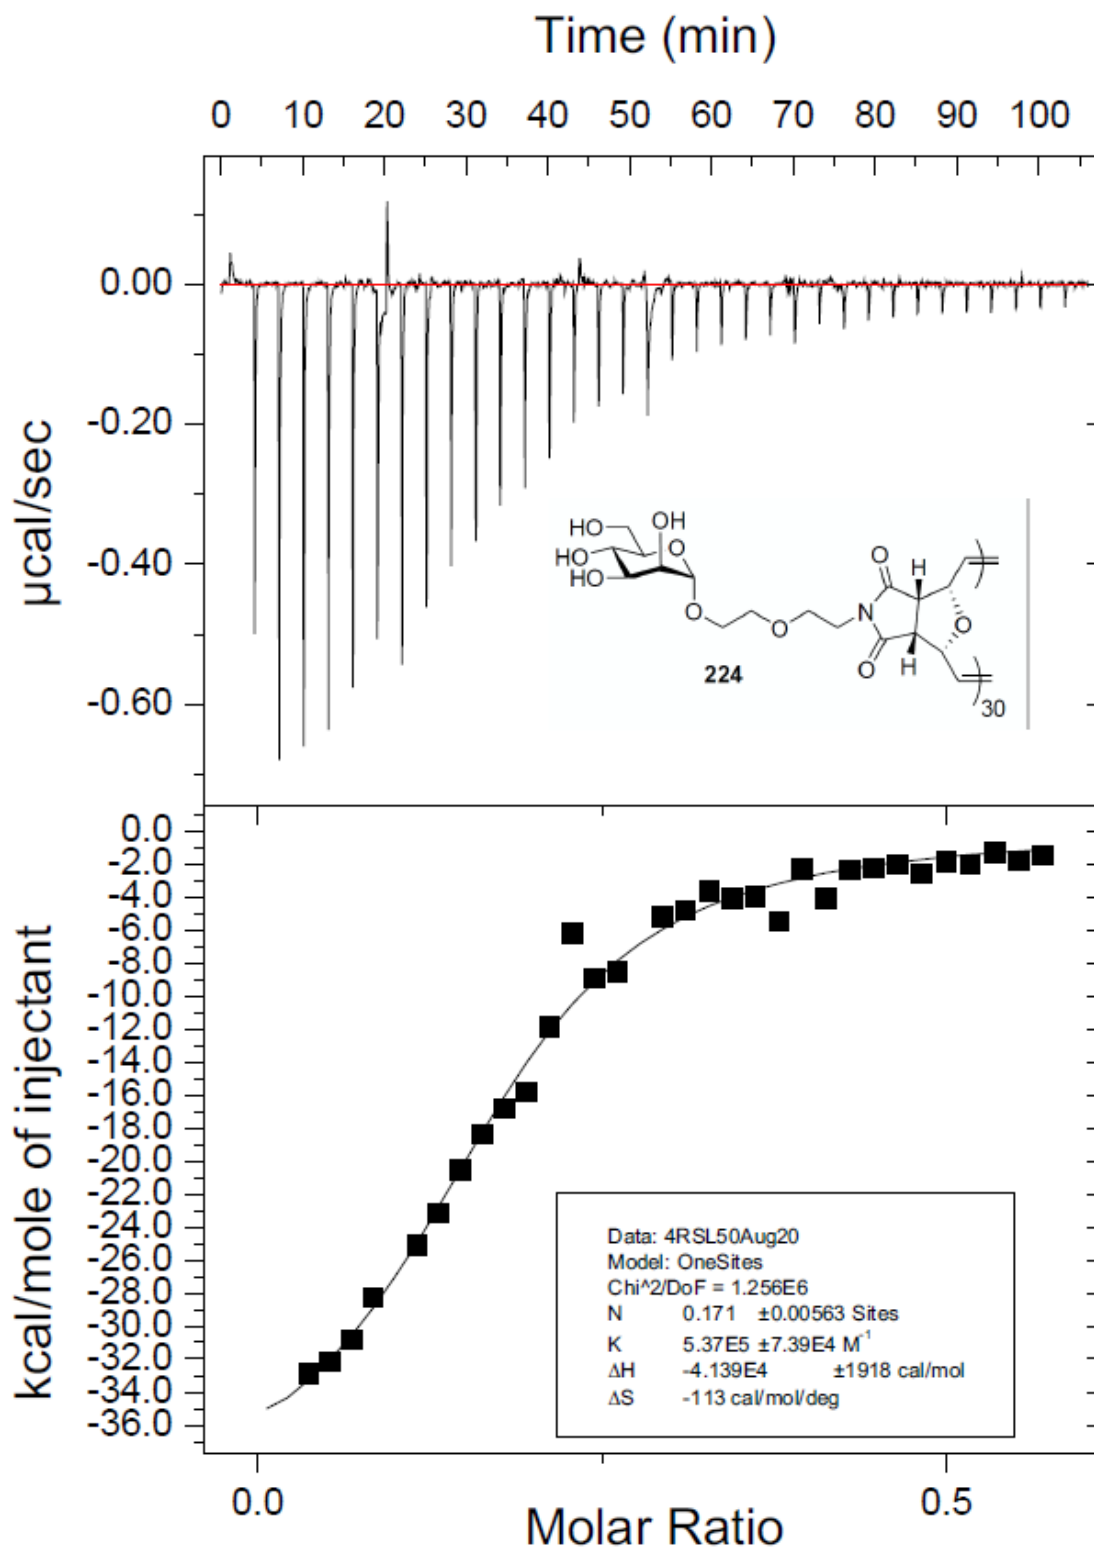 Time (min)
0 10 20 30 40 50 60 70 80 90 100
0.00
-0.20
-0.40
-0.60
µcal/sec
HO
OH
HO
O
HO
O
O
N
O
O
H
H
O
224
30
0.0
-2.0
-4.0
-6.0
-8.0
-10.0
-12.0
-14.0
-16.0
-18.0
-20.0
-22.0
-24.0
-26.0
-28.0
-30.0
-32.0
-34.0
-36.0
kcal/mole of injectant
Data: 4RSL50Aug20
Model: OneSites
Chi^2/DoF = 1.256E6
N 0.171 ±0.00563 Sites
K 5.37E5 ±7.39E4 M⁻¹
ΔH -4.139E4 ±1918 cal/mol
ΔS -113 cal/mol/deg
0.0 0.5
Molar Ratio